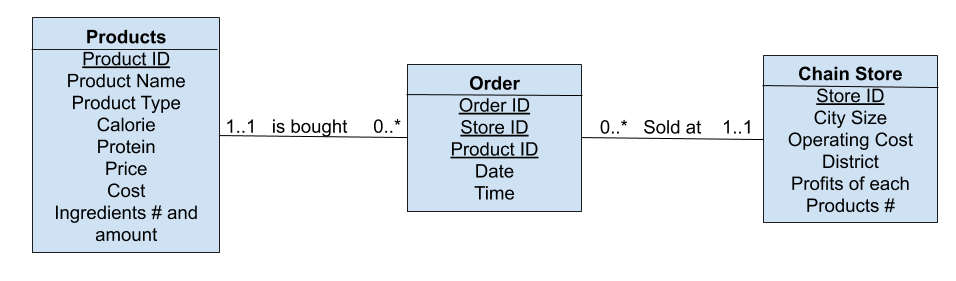 Products
Product ID
Product Name
Product Type
Calorie
Protein
Price
Cost
Ingredients # and
amount
1..1 is bought 0..*
Order
Order ID
Store ID
Product ID
Date
Time
0..* Sold at 1..1
Chain Store
Store ID
City Size
Operating Cost
District
Profits of each
Products #